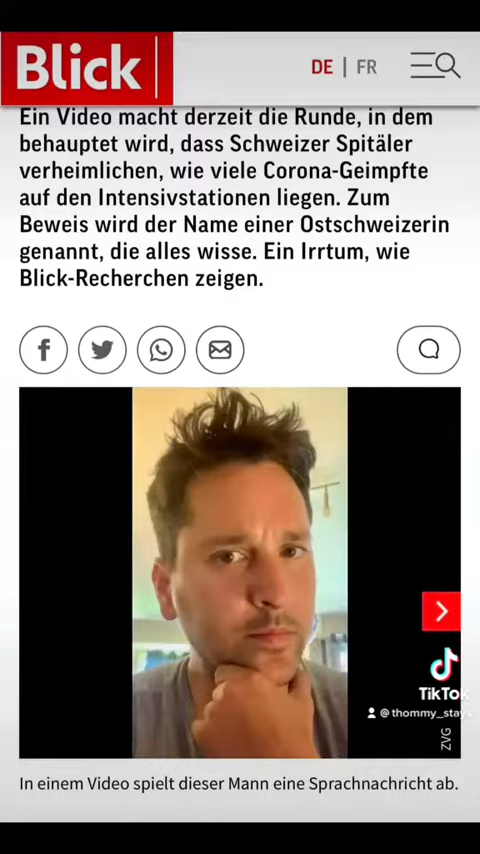 Blick
DE | FR
Ein Video macht derzeit die Runde, in dem
behauptet wird, dass Schweizer Spitäler
verheimlichen, wie viele Corona-Geimpfte
auf den Intensivstationen liegen. Zum
Beweis wird der Name einer Ostschweizerin
genannt, die alles wisse. Ein Irrtum, wie
Blick-Recherchen zeigen.
TikTok
@thommy_stays
ZVG
In einem Video spielt dieser Mann eine Sprachnachricht ab.